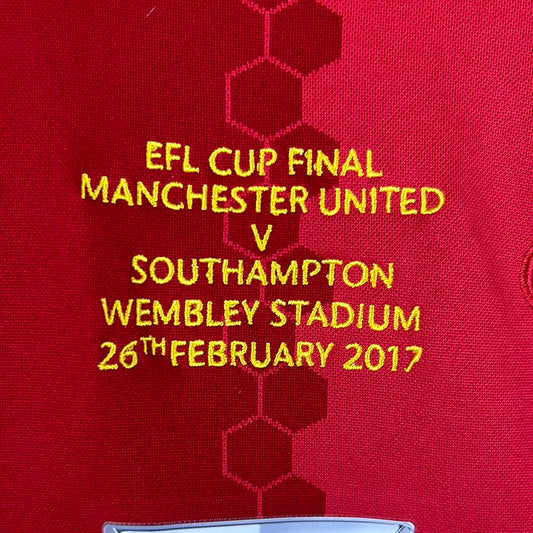 EFL CUP FINAL
MANCHESTER UNITED
V
SOUTHAMPTON
WEMBLEY STADIUM
26TH FEBRUARY 2017